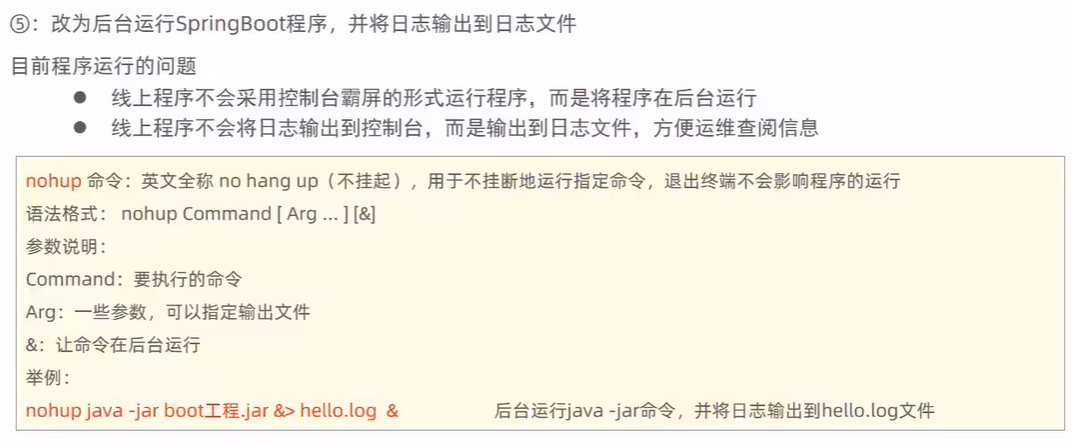 ⑤：改为后台运行SpringBoot程序，并将日志输出到日志文件
目前程序运行的问题
● 线上程序不会采用控制台霸屏的形式运行程序，而是将程序在后台运行
● 线上程序不会将日志输出到控制台，而是输出到日志文件，方便运维查阅信息
nohup 命令：英文全称 no hang up（不挂起），用于不挂断地运行指定命令，退出终端不会影响程序的运行
语法格式： nohup Command [ Arg … ] [&]
参数说明：
Command：要执行的命令
Arg：一些参数，可以指定输出文件
&：让命令在后台运行
举例：
nohup java -jar boot工程.jar &> hello.log & 后台运行java -jar命令，并将日志输出到hello.log文件